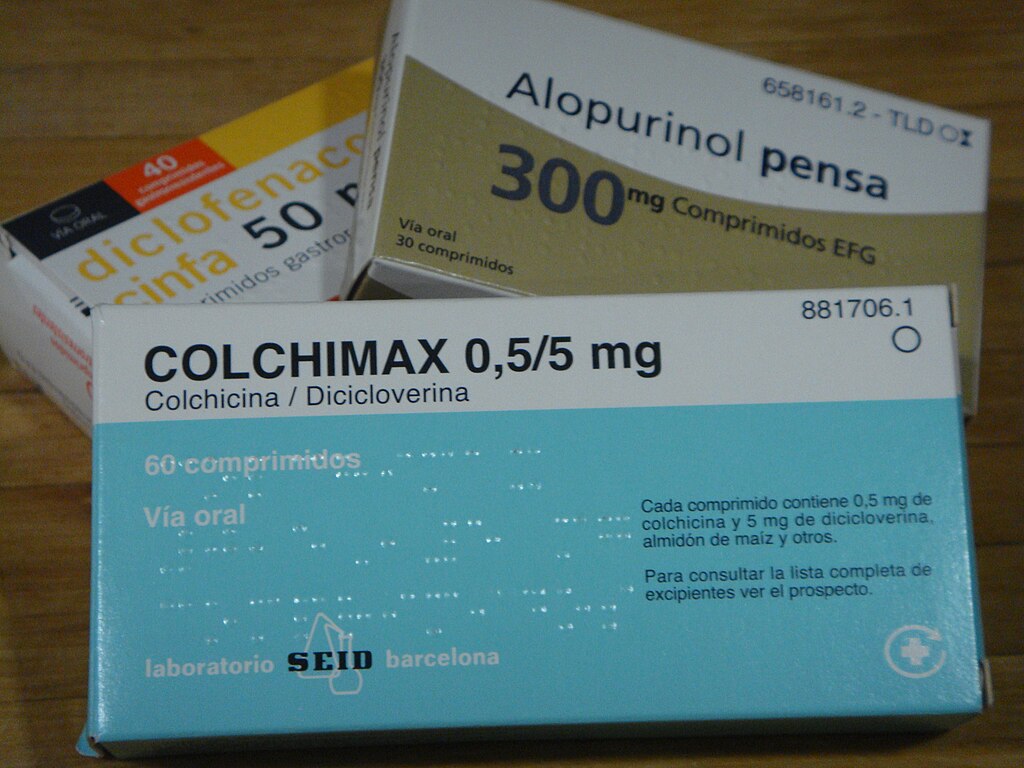 658161.2 - TLD
Alopurinol pensa
300 mg Comprimidos EFG
Vía oral
30 comprimidos
40
comprimidos
VÍA ORAL
diclofenaco
cinfa 50
gastror
881706.1
COLCHIMAX 0,5/5 mg
Colchicina / Dicicloverina
60 comprimidos
Vía oral
Cada comprimido contiene 0,5 mg de
colchicina y 5 mg de dicicloverina,
almidón de maíz y otros.
Para consultar la lista completa de
excipientes ver el prospecto.
laboratorio SEID barcelona